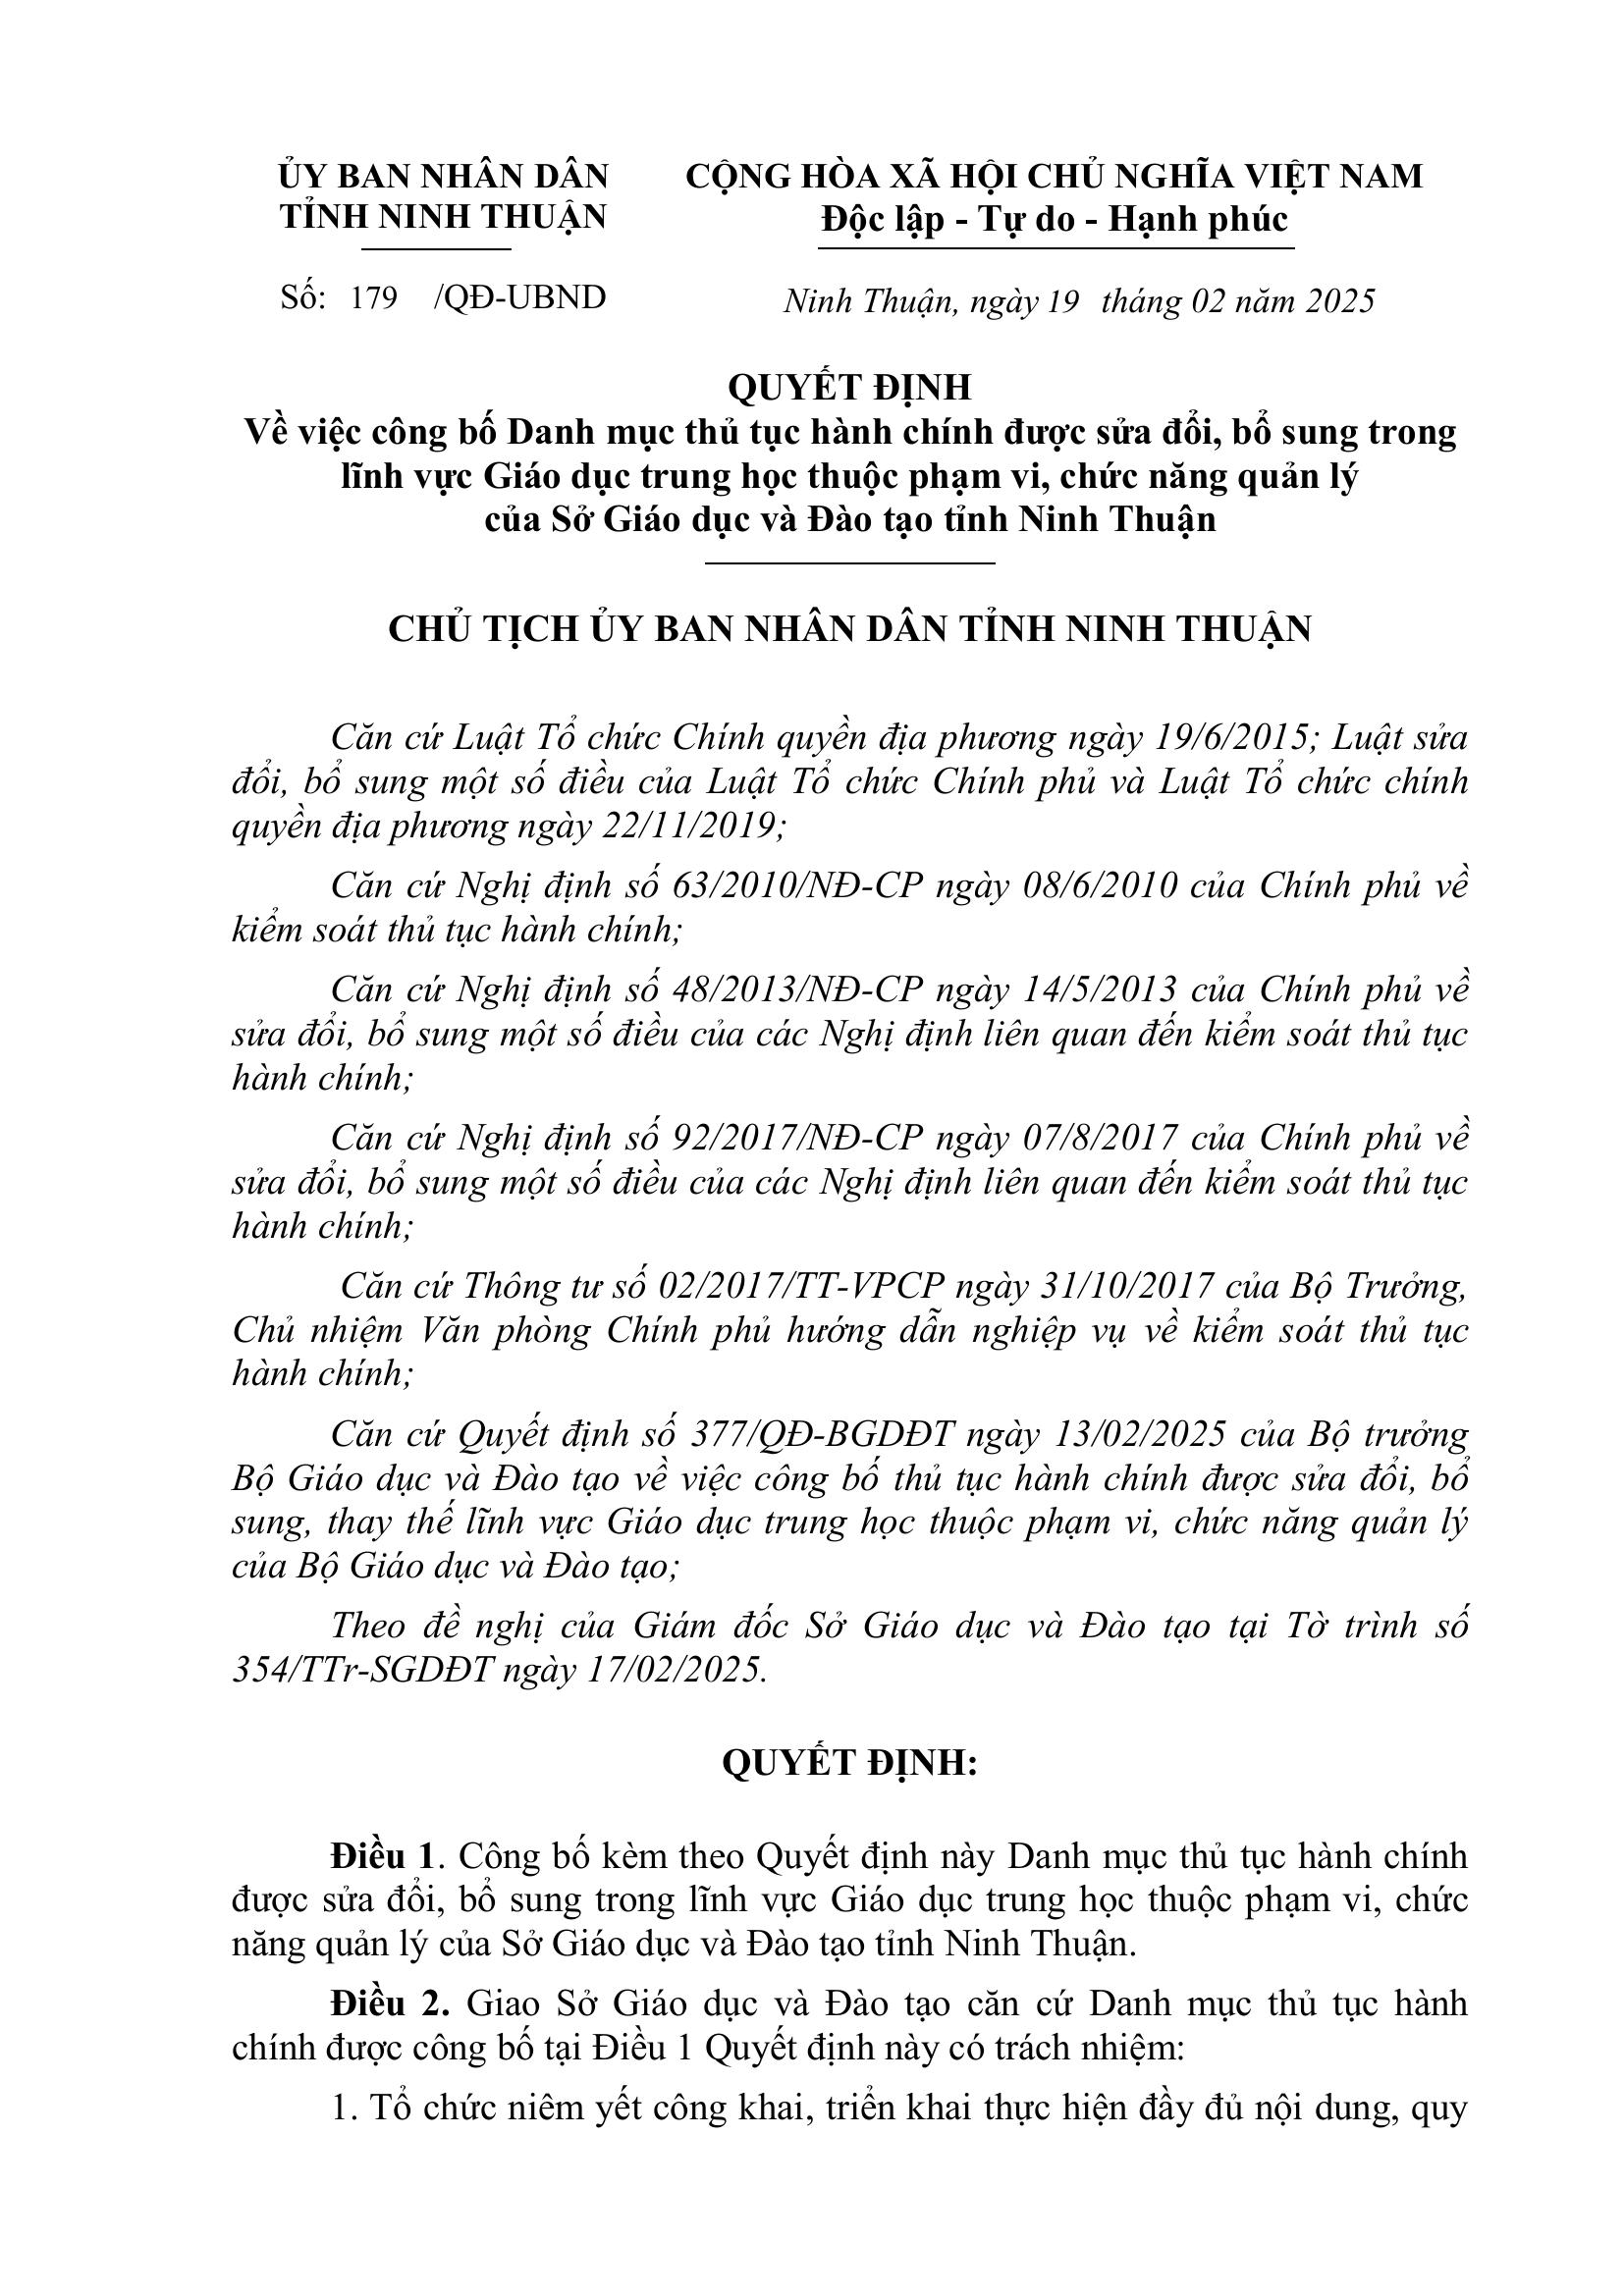 ỦY BAN NHÂN DÂN
TỈNH NINH THUẬN
Số: 179 /QĐ-UBND
CỘNG HÒA XÃ HỘI CHỦ NGHĨA VIỆT NAM
Độc lập - Tự do - Hạnh phúc
Ninh Thuận, ngày 19 tháng 02 năm 2025
QUYẾT ĐỊNH
Về việc công bố Danh mục thủ tục hành chính được sửa đổi, bổ sung trong
lĩnh vực Giáo dục trung học thuộc phạm vi, chức năng quản lý
của Sở Giáo dục và Đào tạo tỉnh Ninh Thuận
CHỦ TỊCH ỦY BAN NHÂN DÂN TỈNH NINH THUẬN
Căn cứ Luật Tổ chức Chính quyền địa phương ngày 19/6/2015; Luật sửa
đổi, bổ sung một số điều của Luật Tổ chức Chính phủ và Luật Tổ chức chính
quyền địa phương ngày 22/11/2019;
Căn cứ Nghị định số 63/2010/NĐ-CP ngày 08/6/2010 của Chính phủ về
kiểm soát thủ tục hành chính;
Căn cứ Nghị định số 48/2013/NĐ-CP ngày 14/5/2013 của Chính phủ về
sửa đổi, bổ sung một số điều của các Nghị định liên quan đến kiểm soát thủ tục
hành chính;
Căn cứ Nghị định số 92/2017/NĐ-CP ngày 07/8/2017 của Chính phủ về
sửa đổi, bổ sung một số điều của các Nghị định liên quan đến kiểm soát thủ tục
hành chính;
Căn cứ Thông tư số 02/2017/TT-VPCP ngày 31/10/2017 của Bộ Trưởng,
Chủ nhiệm Văn phòng Chính phủ hướng dẫn nghiệp vụ về kiểm soát thủ tục
hành chính;
Căn cứ Quyết định số 377/QĐ-BGDĐT ngày 13/02/2025 của Bộ trưởng
Bộ Giáo dục và Đào tạo về việc công bố thủ tục hành chính được sửa đổi, bổ
sung, thay thế lĩnh vực Giáo dục trung học thuộc phạm vi, chức năng quản lý
của Bộ Giáo dục và Đào tạo;
Theo đề nghị của Giám đốc Sở Giáo dục và Đào tạo tại Tờ trình số
354/TTr-SGDĐT ngày 17/02/2025.
QUYẾT ĐỊNH:
Điều 1. Công bố kèm theo Quyết định này Danh mục thủ tục hành chính
được sửa đổi, bổ sung trong lĩnh vực Giáo dục trung học thuộc phạm vi, chức
năng quản lý của Sở Giáo dục và Đào tạo tỉnh Ninh Thuận.
Điều 2. Giao Sở Giáo dục và Đào tạo căn cứ Danh mục thủ tục hành
chính được công bố tại Điều 1 Quyết định này có trách nhiệm:
1. Tổ chức niêm yết công khai, triển khai thực hiện đầy đủ nội dung, quy